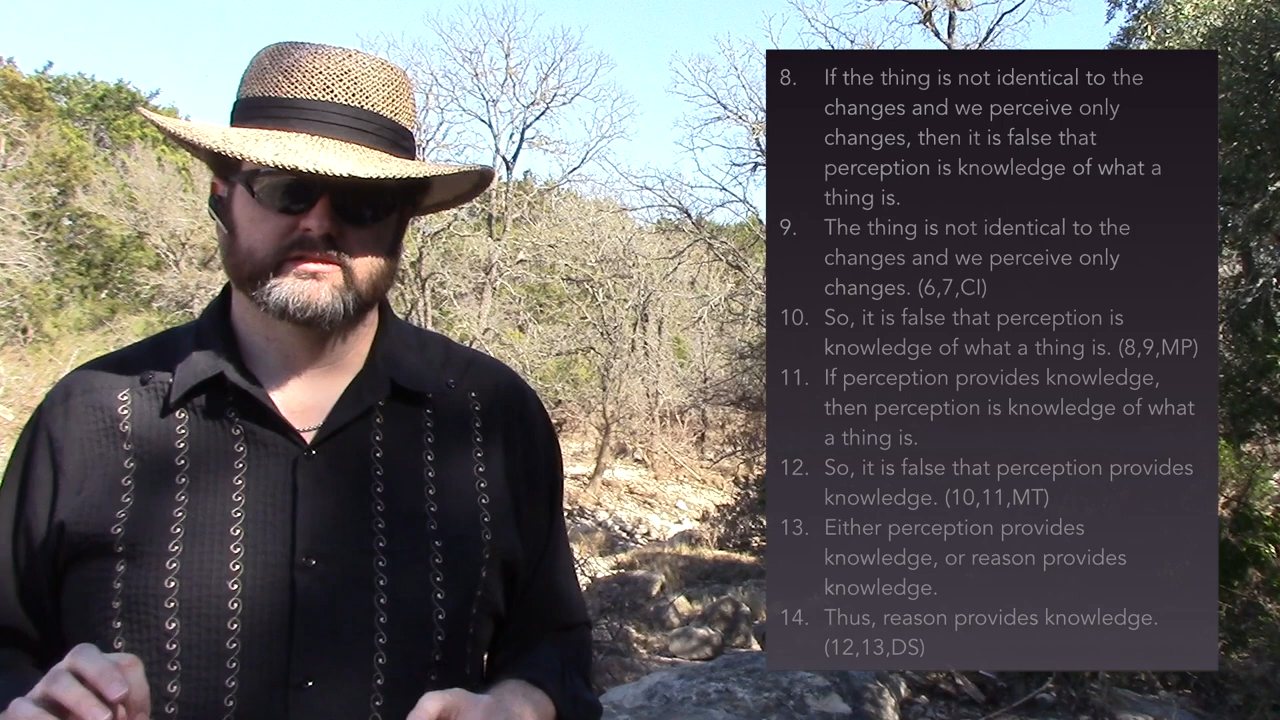 8. If the thing is not identical to the
changes and we perceive only
changes, then it is false that
perception is knowledge of what a
thing is.
9. The thing is not identical to the
changes and we perceive only
changes. (6,7,CI)
10. So, it is false that perception is
knowledge of what a thing is. (8,9,MP)
11. If perception provides knowledge,
then perception is knowledge of what
a thing is.
12. So, it is false that perception provides
knowledge. (10,11,MT)
13. Either perception provides
knowledge, or reason provides
knowledge.
14. Thus, reason provides knowledge.
(12,13,DS)